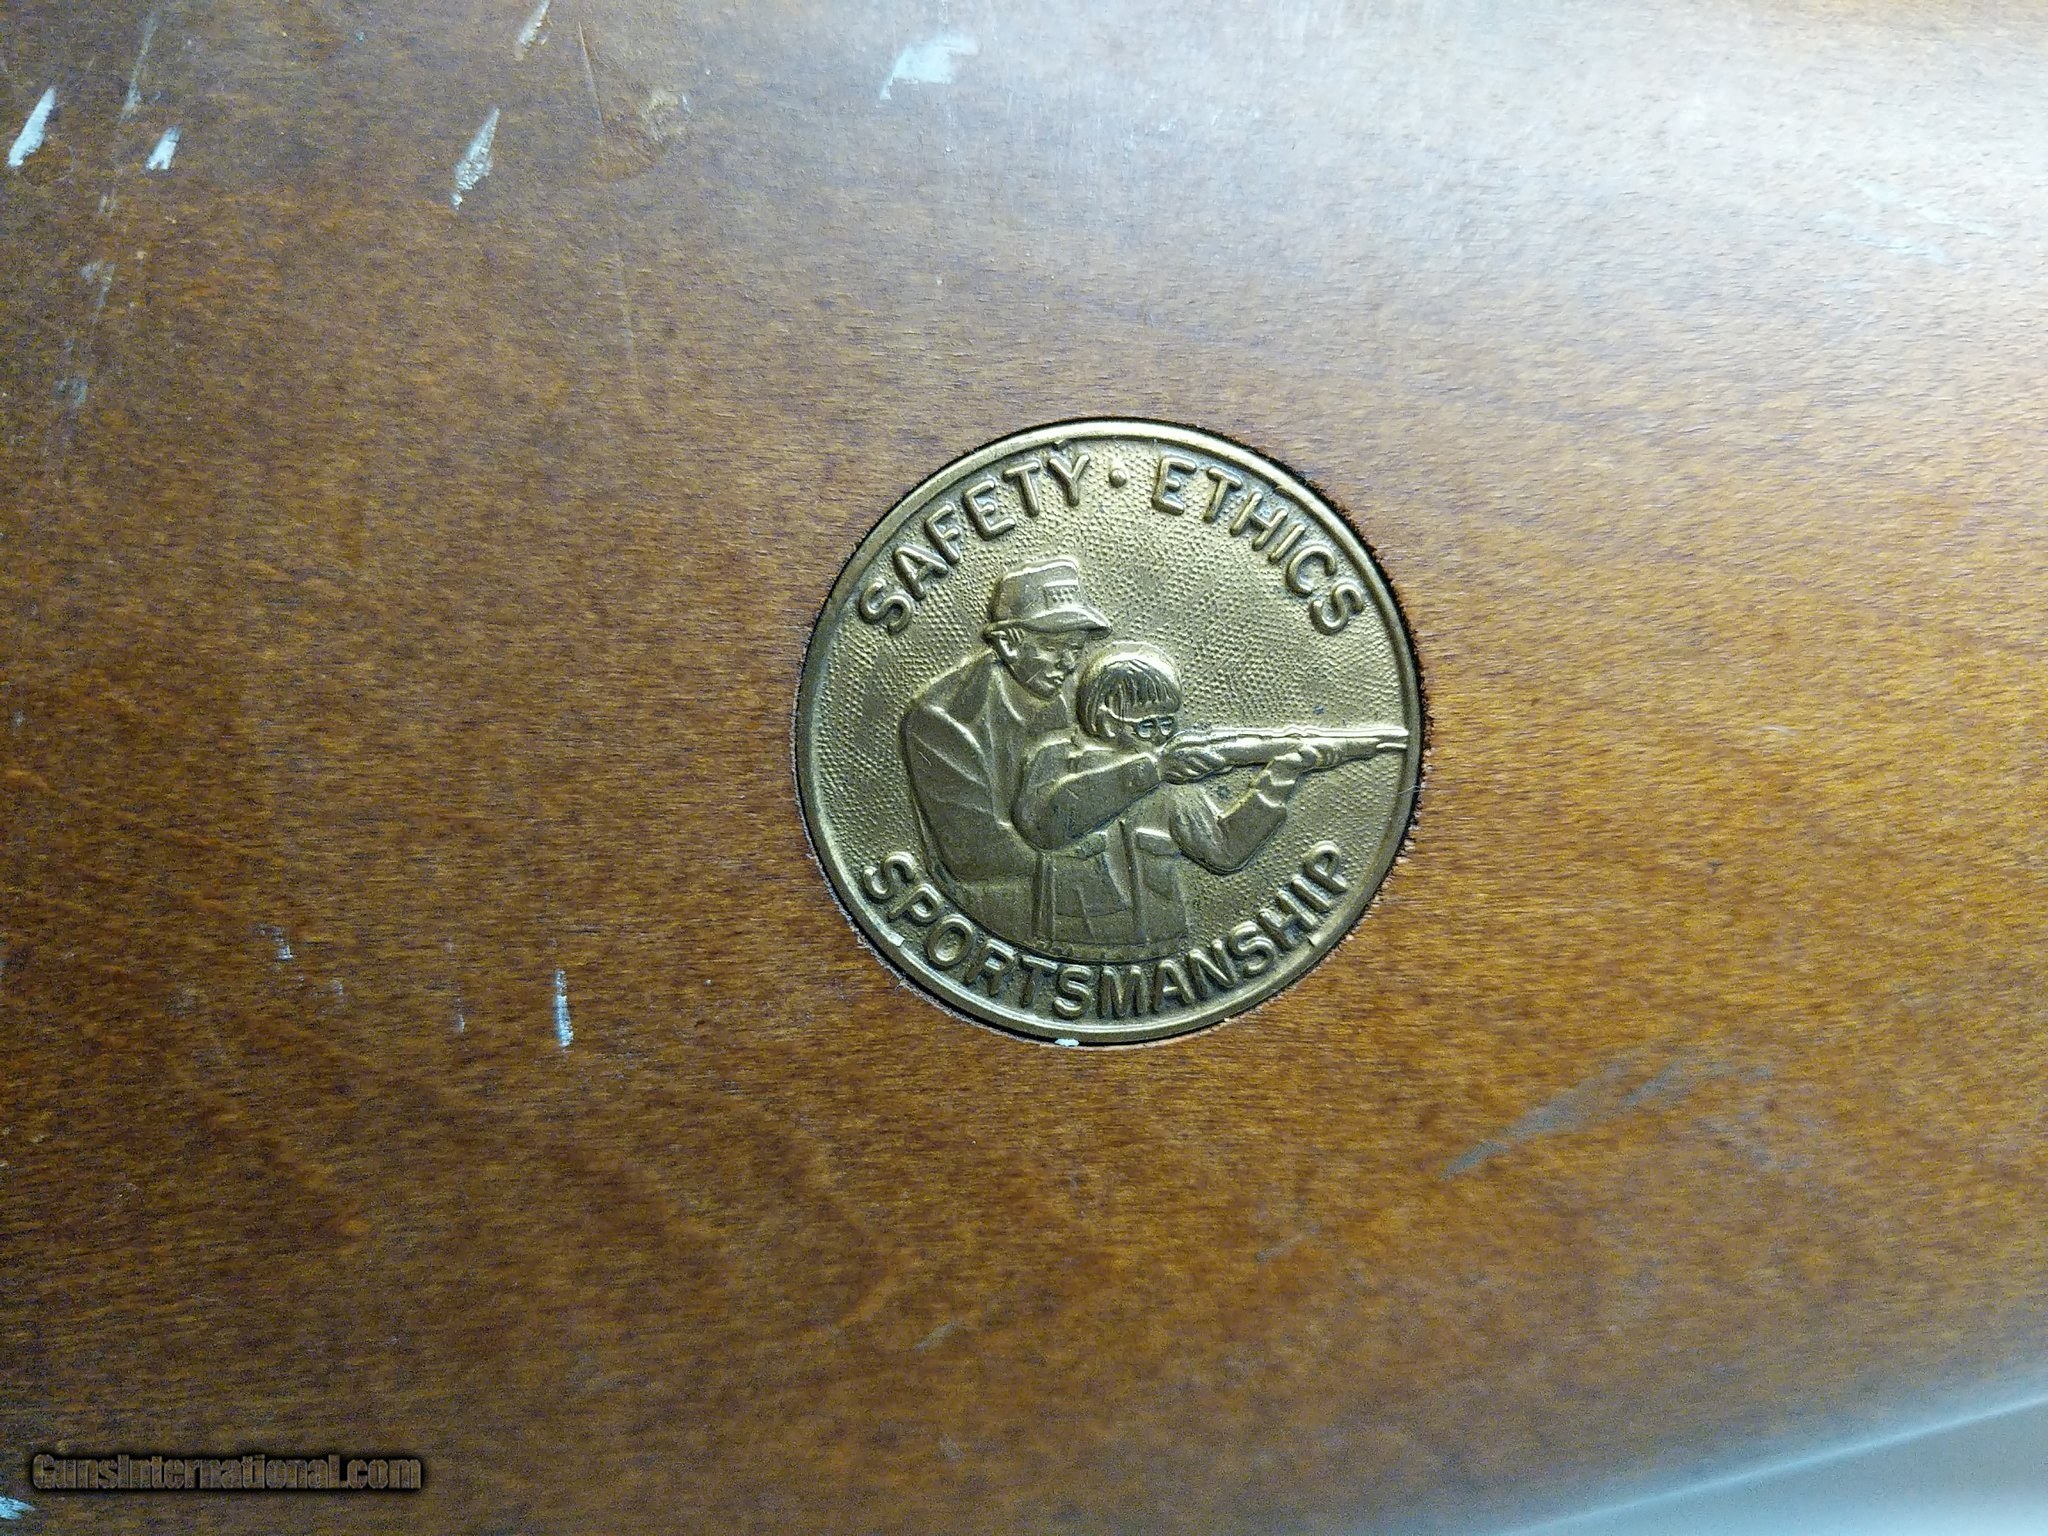 SAFETY · ETHICS
SPORTSMANSHIP
GunsInternational.com